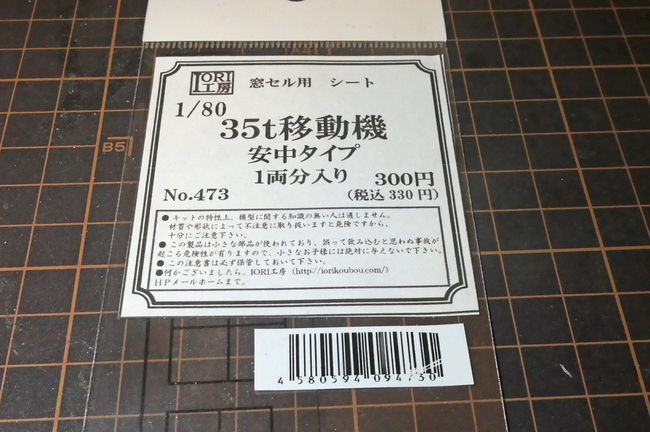 IORI工房
窓セル用 シート
1/80
35t移動機
安中タイプ
1両分入り
300円
No.473
(税込 330 円)
● キットの特性上、模型に関する知識の無い人は適しません。
材質や形状によって不注意に取り扱いますと危険ですから、
十分にご注意下さい。
● この製品は小さな部品が使われており、誤って飲み込むと思わぬ事故が
起こる危険性が有りますので、小さなお子様には絶対に与えないで下さい。
● この注意書は必ず保管しておいて下さい。
●何かございましたら、IORI工房 (http://iorikoubou.com/)
HPメールホームまで。
B5
4 580594 094730